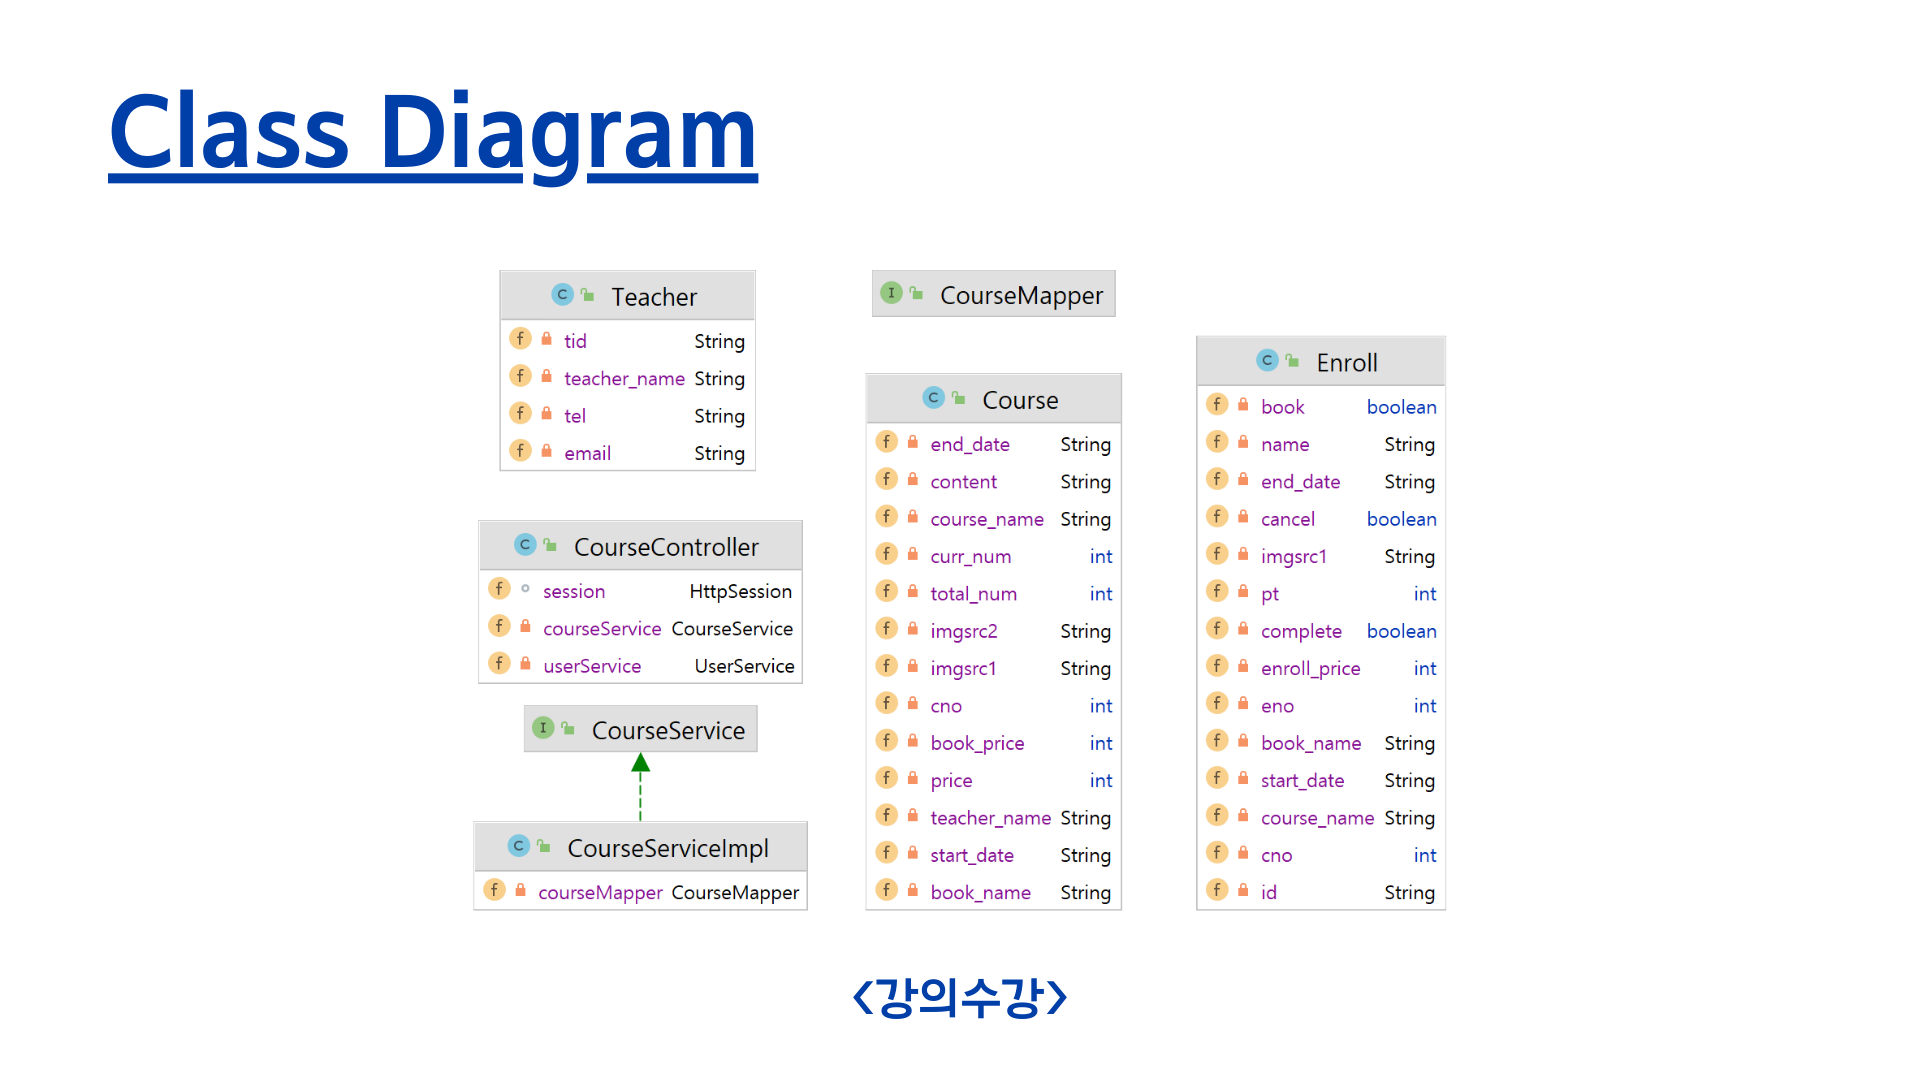 Class Diagram
C Teacher
f tid String
f teacher_name String
f tel String
f email String
C CourseController
f session HttpSession
f courseService CourseService
f userService UserService
I CourseService
C CourseServiceImpl
f courseMapper CourseMapper
I CourseMapper
C Course
f end_date String
f content String
f course_name String
f curr_num int
f total_num int
f imgsrc2 String
f imgsrc1 String
f cno int
f book_price int
f price int
f teacher_name String
f start_date String
f book_name String
C Enroll
f book boolean
f name String
f end_date String
f cancel boolean
f imgsrc1 String
f pt int
f complete boolean
f enroll_price int
f eno int
f book_name String
f start_date String
f course_name String
f cno int
f id String
<강의수강>